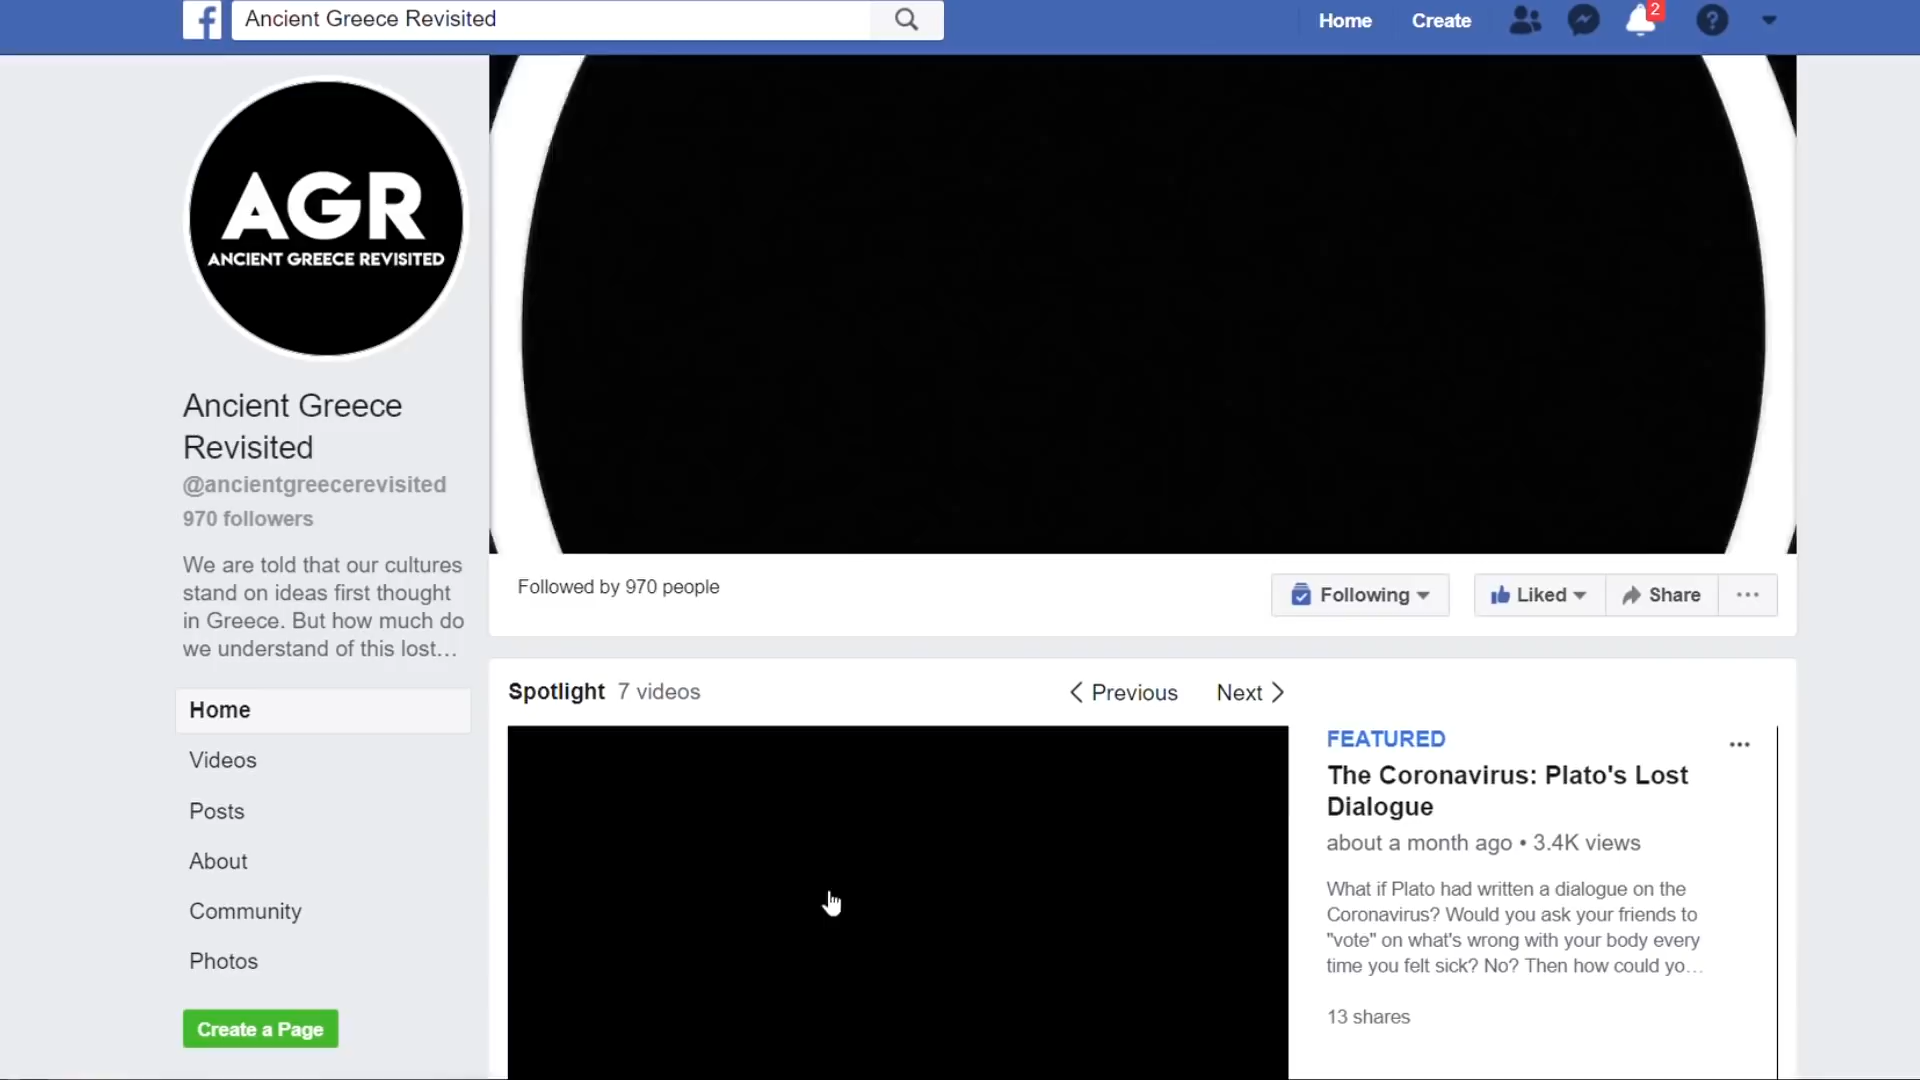 Ancient Greece Revisited
Home
Create
2
AGR
ANCIENT GREECE REVISITED
Ancient Greece
Revisited
@ancientgreecerevisited
970 followers
We are told that our cultures
stand on ideas first thought
in Greece. But how much do
we understand of this lost...
Home
Videos
Posts
About
Community
Photos
Create a Page
Followed by 970 people
Following
Liked
Share
Spotlight 7 videos
Previous
Next
FEATURED
The Coronavirus: Plato's Lost
Dialogue
about a month ago • 3.4K views
What if Plato had written a dialogue on the
Coronavirus? Would you ask your friends to
"vote" on what's wrong with your body every
time you felt sick? No? Then how could yo...
13 shares